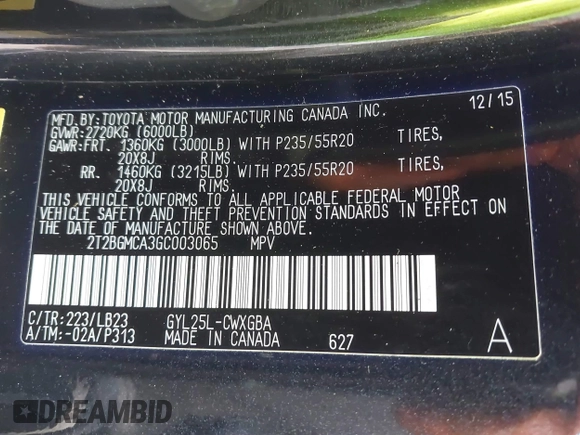 MFD.BY:TOYOTA MOTOR MANUFACTURING CANADA INC. 12/15
GVWR:2720KG (6000LB)
GAWR:FRT. 1360KG (3000LB) WITH P235/55R20 TIRES,
20X8J RIMS.
RR. 1460KG (3215LB) WITH P235/55R20 TIRES,
20X8J RIMS.
THIS VEHICLE CONFORMS TO ALL APPLICABLE FEDERAL MOTOR
VEHICLE SAFETY AND THEFT PREVENTION STANDARDS IN EFFECT ON
THE DATE OF MANUFACTURE SHOWN ABOVE.
2T2BGMCA3GC003065 MPV
C/TR:223/LB23 GYL25L-CWXGBA
A/TM:-02A/P313 MADE IN CANADA 627 A
DREAMBID